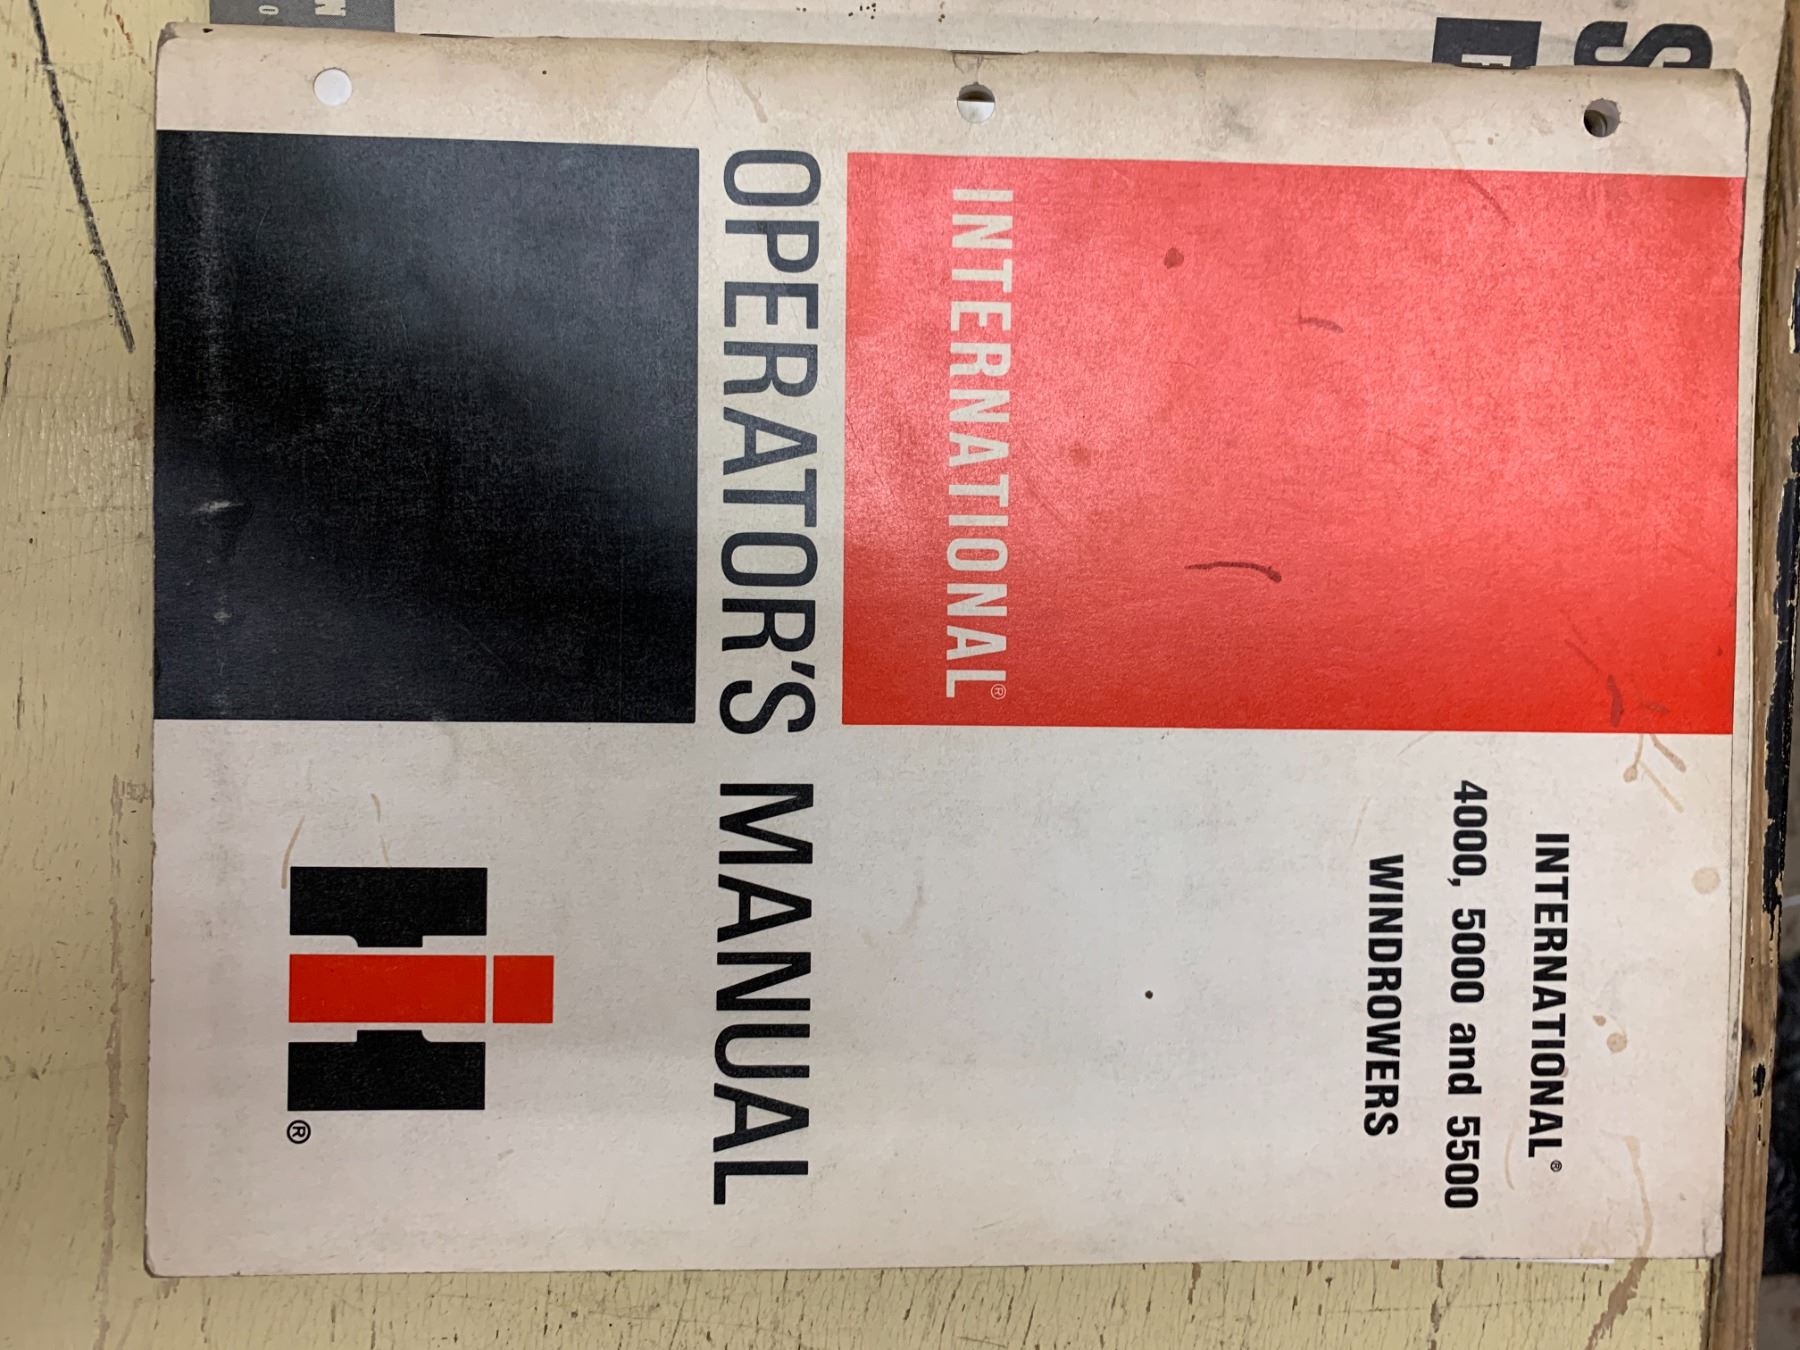 INTERNATIONAL®
4000, 5000 and 5500
WINDROWERS
INTERNATIONAL®
OPERATOR'S MANUAL
®